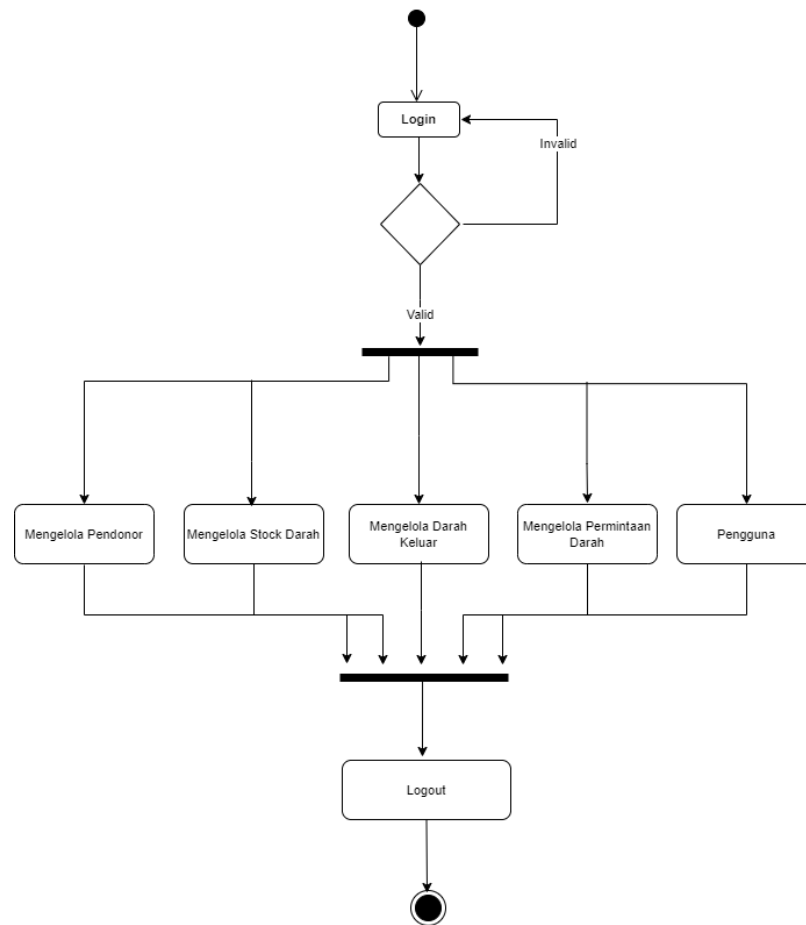 Login
Invalid
Valid
Mengelola Pendonor
Mengelola Stock Darah
Mengelola Darah
Keluar
Mengelola Permintaan
Darah
Pengguna
Logout